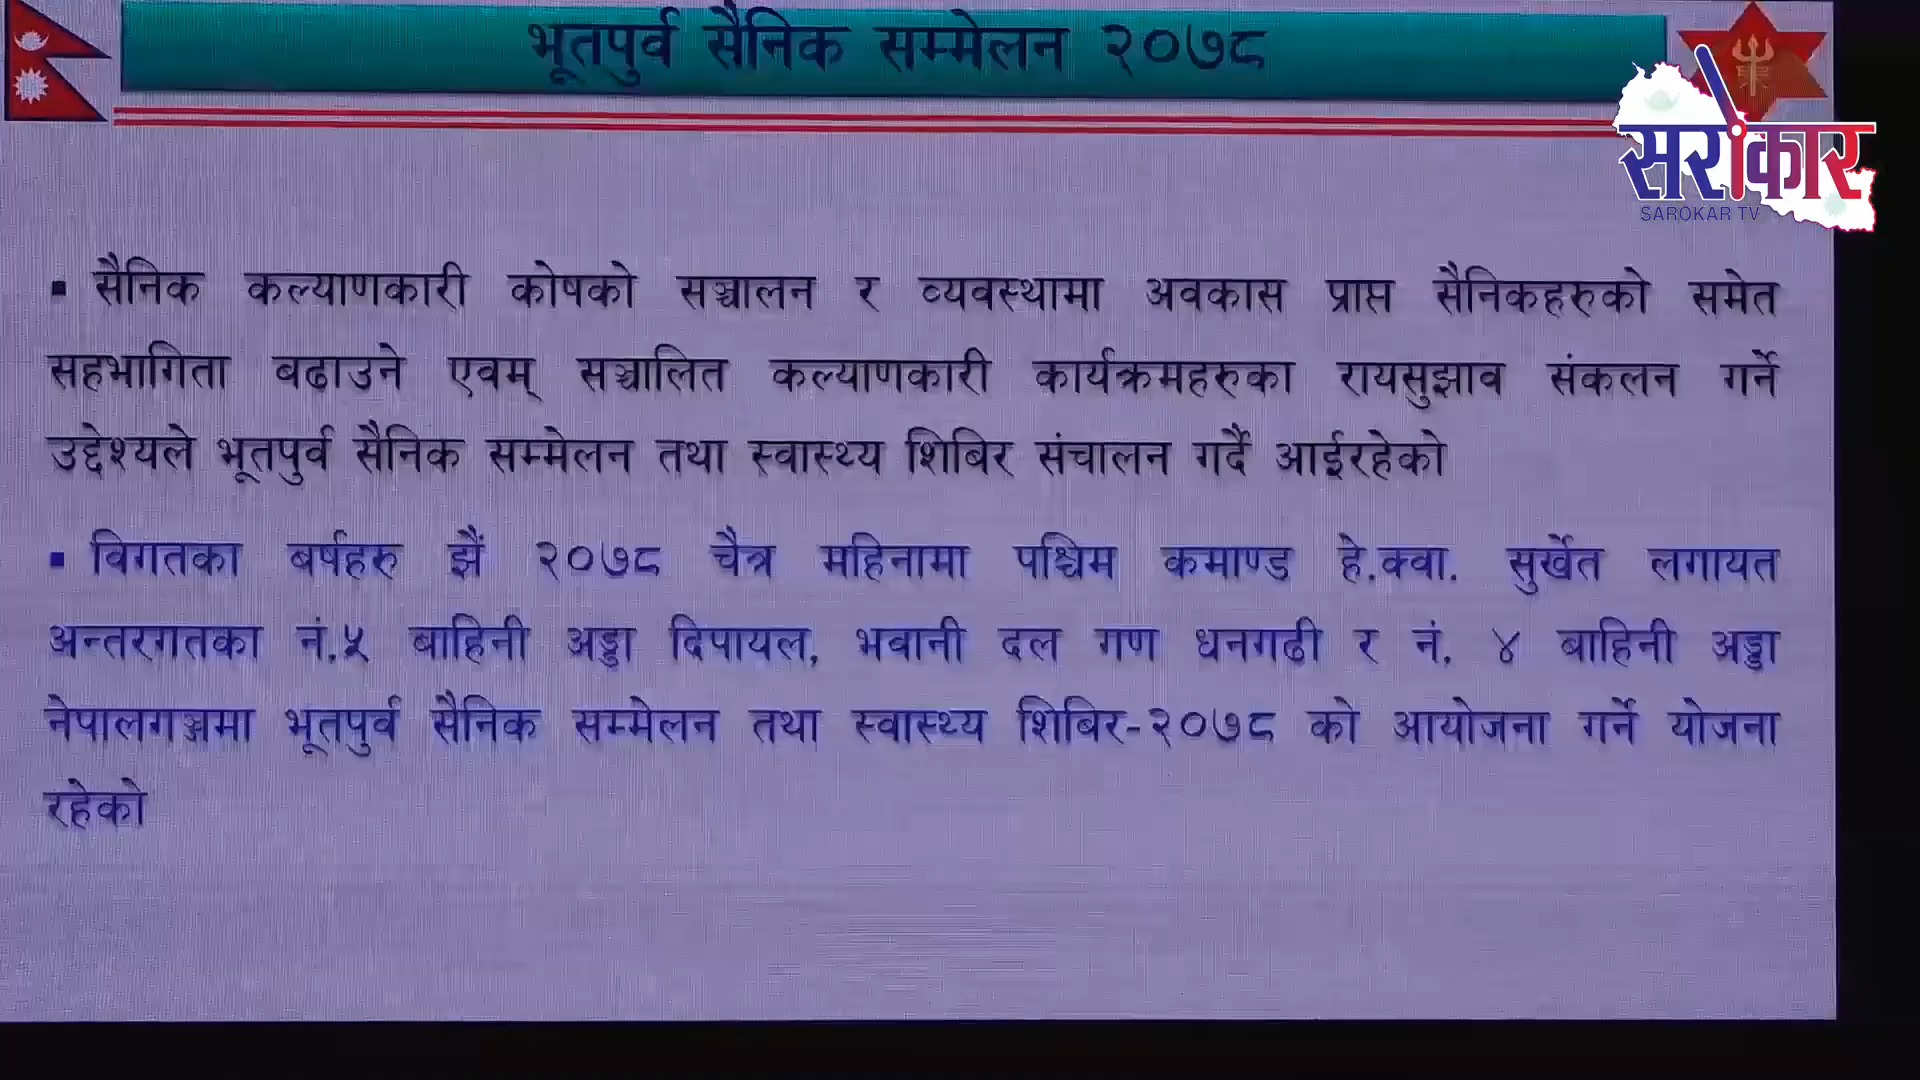 भूतपुर्व सैनिक सम्मेलन २०७८
सरोकार
SAROKAR TV
▪ सैनिक कल्याणकारी कोषको सञ्चालन र व्यवस्थामा अवकास प्राप्त सैनिकहरुको समेत
सहभागिता बढाउने एवम् सञ्चालित कल्याणकारी कार्यक्रमहरुका रायसुझाव संकलन गर्ने
उद्देश्यले भूतपुर्व सैनिक सम्मेलन तथा स्वास्थ्य शिबिर संचालन गर्दै आईरहेको
▪ विगतका बर्षहरु झैं २०७८ चैत्र महिनामा पश्चिम कमाण्ड हे.क्वा. सुर्खेत लगायत
अन्तरगतका नं.५ बाहिनी अड्डा दिपायल, भवानी दल गण धनगढी र नं. ४ बाहिनी अड्डा
नेपालगञ्जमा भूतपुर्व सैनिक सम्मेलन तथा स्वास्थ्य शिबिर-२०७८ को आयोजना गर्ने योजना
रहेको